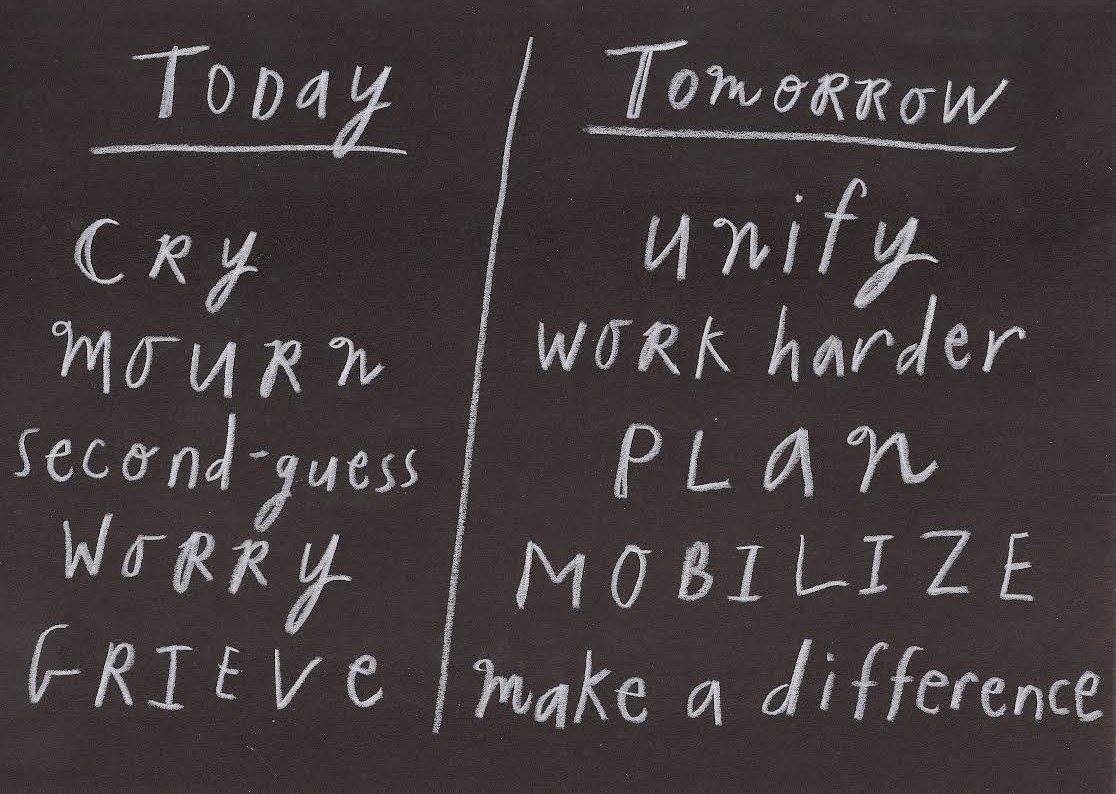 Today
Cry
mourn
second-guess
Worry
GRIEVe
Tomorrow
unify
work harder
PLan
MOBILIZE
make a difference